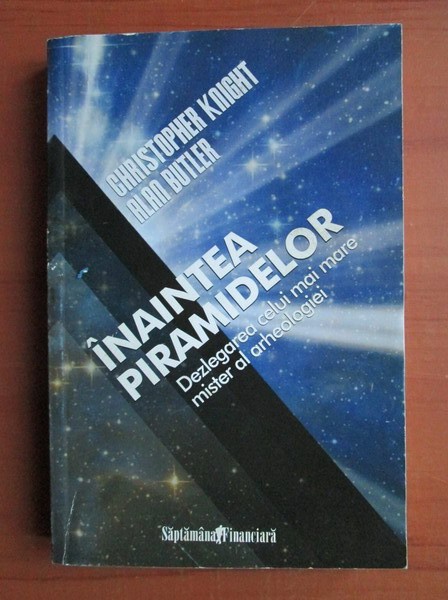 CHRISTOPHER KNIGHT
ALAN BUTLER
ÎNAINTEA
PIRAMIDELOR
Dezlegarea celui mai mare
mister al arheologiei
Săptămâna Financiară